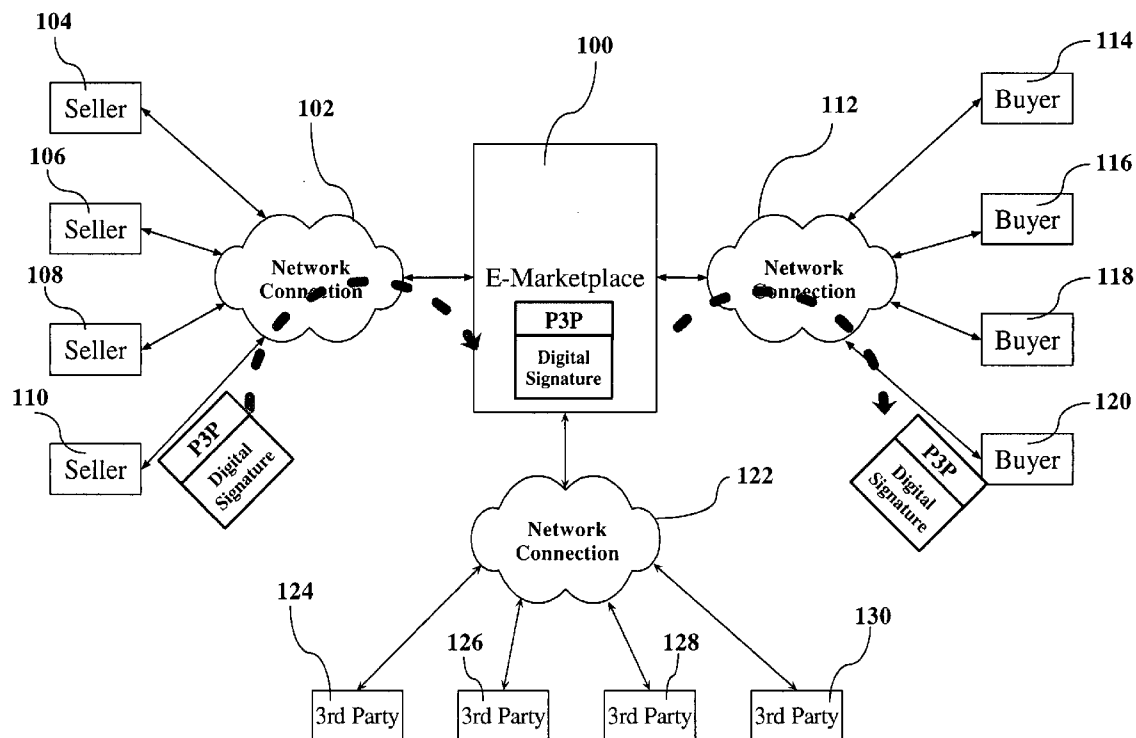 104
Seller
106
Seller
108
Seller
110
Seller
102
Network
Connection
P3P
Digital
Signature
100
E-Marketplace
P3P
Digital
Signature
112
Network
Connection
114
Buyer
116
Buyer
118
Buyer
120
Buyer
P3P
Digital
Signature
122
Network
Connection
124
3rd Party
126
3rd Party
128
3rd Party
130
3rd Party